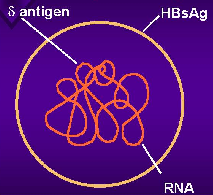 δ antigen
HBsAg
RNA